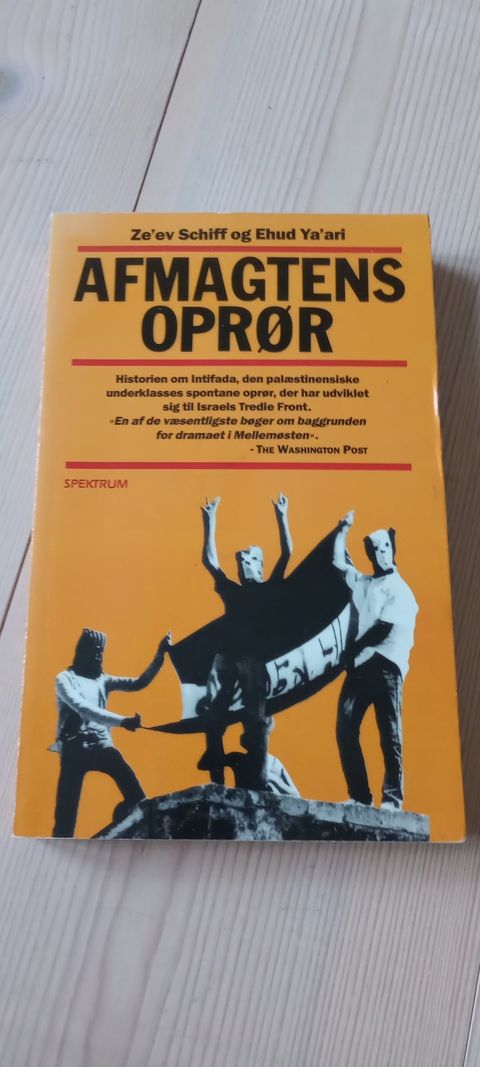 Ze'ev Schiff og Ehud Ya'ari
AFMAGTENS
OPRØR
Historien om Intifada, den palæstinensiske
underklasses spontane oprør, der har udviklet
sig til Israels Tredie Front.
»En af de væsentligste bøger om baggrunden
for dramaet i Mellemøsten«.
- THE WASHINGTON POST
SPEKTRUM